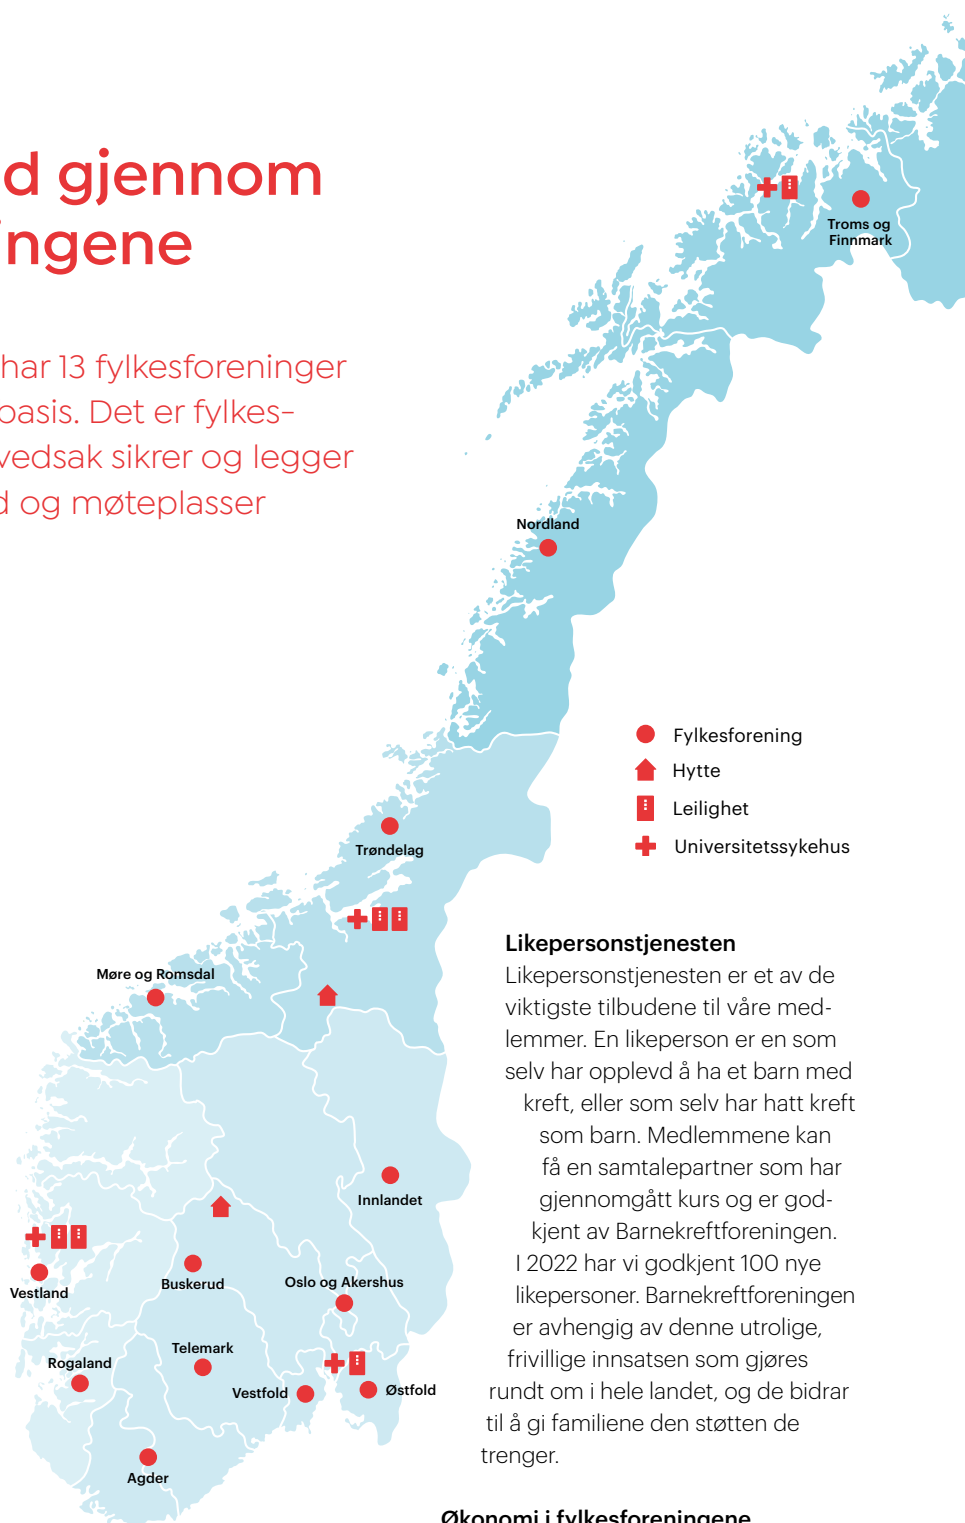 d gjennom
ingene
har 13 fylkesforeninger
basis. Det er fylkes-
vedsak sikrer og legger
d og møteplasser
Troms og
Finnmark
Nordland
Fylkesforening
Hytte
Leilighet
Universitetssykehus
Trøndelag
Møre og Romsdal
Innlandet
Vestland
Buskerud
Oslo og Akershus
Telemark
Rogaland
Vestfold
Østfold
Agder
Likepersonstjenesten
Likepersonstjenesten er et av de
viktigste tilbudene til våre med-
lemmer. En likeperson er en som
selv har opplevd å ha et barn med
kreft, eller som selv har hatt kreft
som barn. Medlemmene kan
få en samtalepartner som har
gjennomgått kurs og er god-
kjent av Barnekreftforeningen.
I 2022 har vi godkjent 100 nye
likepersoner. Barnekreftforeningen
er avhengig av denne utrolige,
frivillige innsatsen som gjøres
rundt om i hele landet, og de bidrar
til å gi familiene den støtten de
trenger.
Økonomi i fylkesforeningene